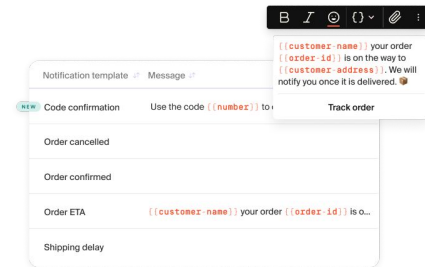 B I {}
{{customer-name}} your order
{{order-id}} is on the way to
{{customer-address}}. We will
notify you once it is delivered. 📦
Track order
Notification template Message
NEW Code confirmation Use the code {{number}} to
Order cancelled
Order confirmed
Order ETA {{customer-name}} your order {{order-id}} is o...
Shipping delay